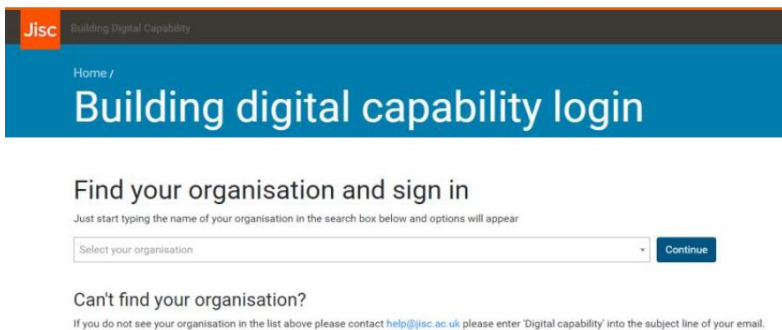 Jisc Building Digital Capability
Home /
Building digital capability login
Find your organisation and sign in
Just start typing the name of your organisation in the search box below and options will appear
Select your organisation Continue
Can't find your organisation?
If you do not see your organisation in the list above please contact help@jisc.ac.uk please enter 'Digital capability' into the subject line of your email.